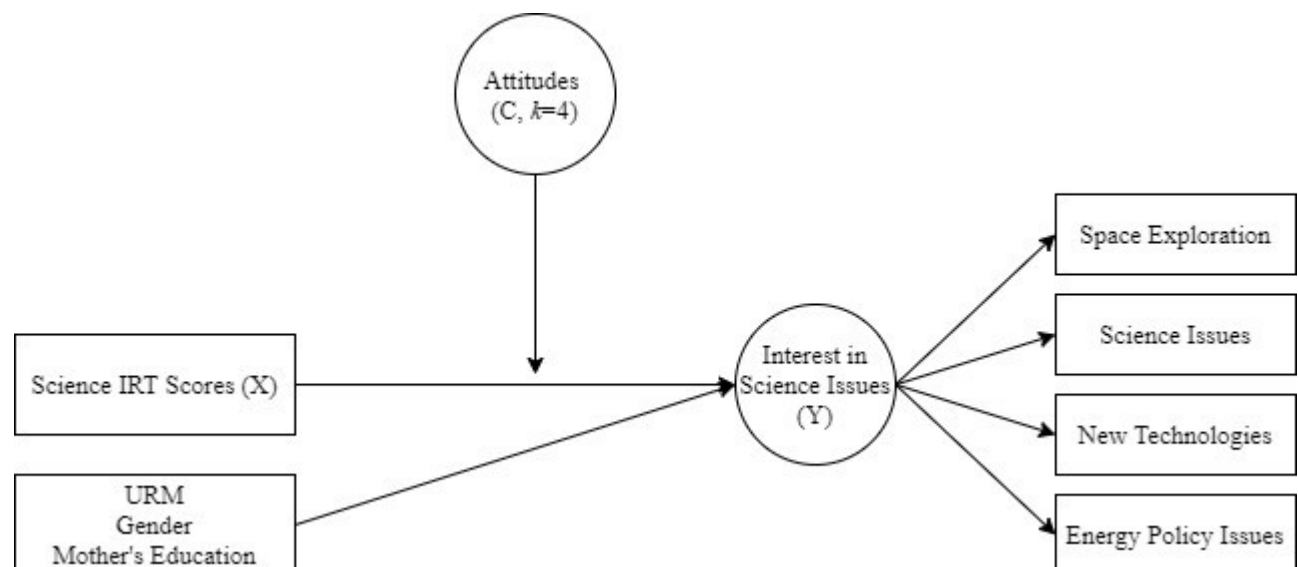 Attitudes
(C, k=4)
Space Exploration
Science Issues
Science IRT Scores (X)
Interest in
Science Issues
(Y)
New Technologies
URM
Gender
Mother's Education
Energy Policy Issues